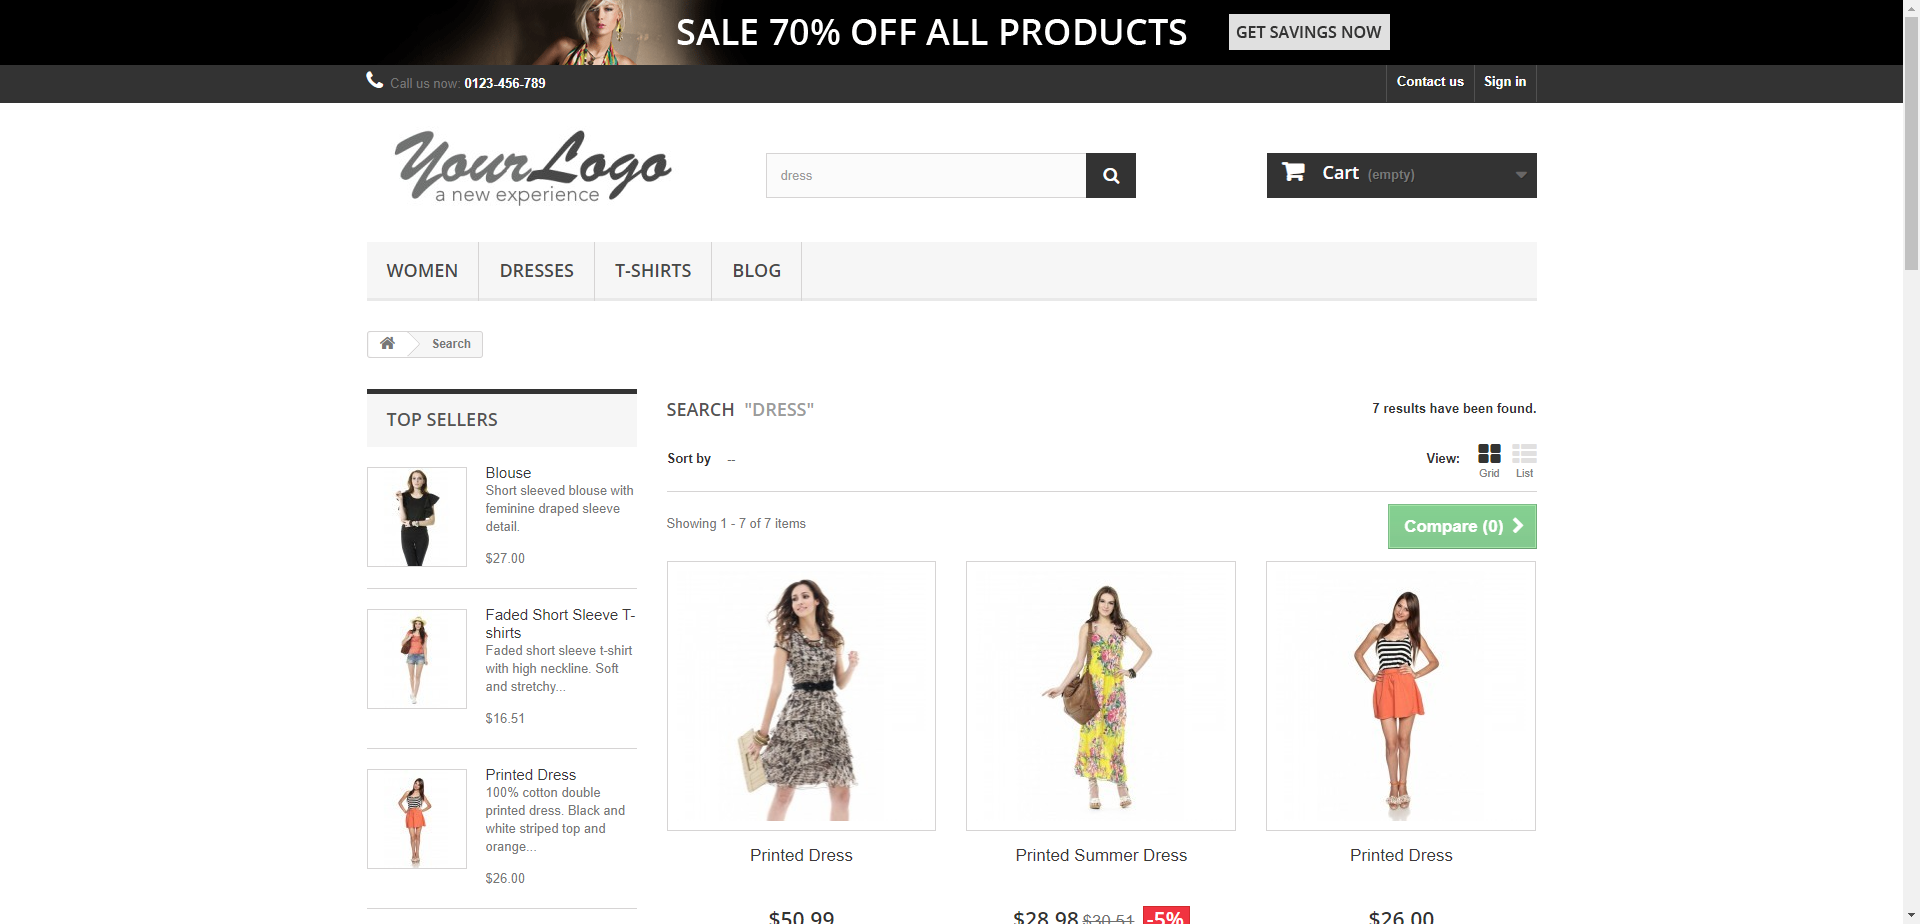 SALE 70% OFF ALL PRODUCTS
GET SAVINGS NOW
Call us now: 0123-456-789
Contact us
Sign in
YourLogo
a new experience
dress
Cart (empty)
WOMEN
DRESSES
T-SHIRTS
BLOG
Search
TOP SELLERS
Blouse
Short sleeved blouse with
feminine draped sleeve
detail.
$27.00
Faded Short Sleeve T-
shirts
Faded short sleeve t-shirt
with high neckline. Soft
and stretchy...
$16.51
Printed Dress
100% cotton double
printed dress. Black and
white striped top and
orange...
$26.00
SEARCH "DRESS"
7 results have been found.
Sort by --
View:
Grid
List
Showing 1 - 7 of 7 items
Compare (0)
Printed Dress
$50.99
Printed Summer Dress
$28.98 $30.51 -5%
Printed Dress
$26.00